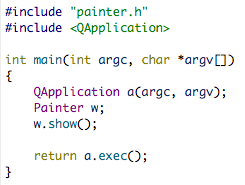 #include "painter.h"
#include <QApplication>

int main(int argc, char *argv[])
{
    QApplication a(argc, argv);
    Painter w;
    w.show();

    return a.exec();
}